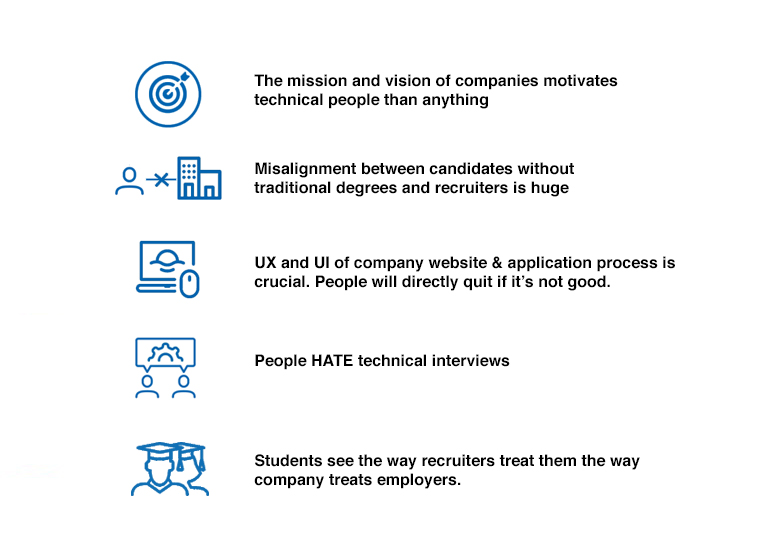 The mission and vision of companies motivates
technical people than anything
Misalignment between candidates without
traditional degrees and recruiters is huge
UX and UI of company website & application process is
crucial. People will directly quit if it’s not good.
People HATE technical interviews
Students see the way recruiters treat them the way
company treats employers.